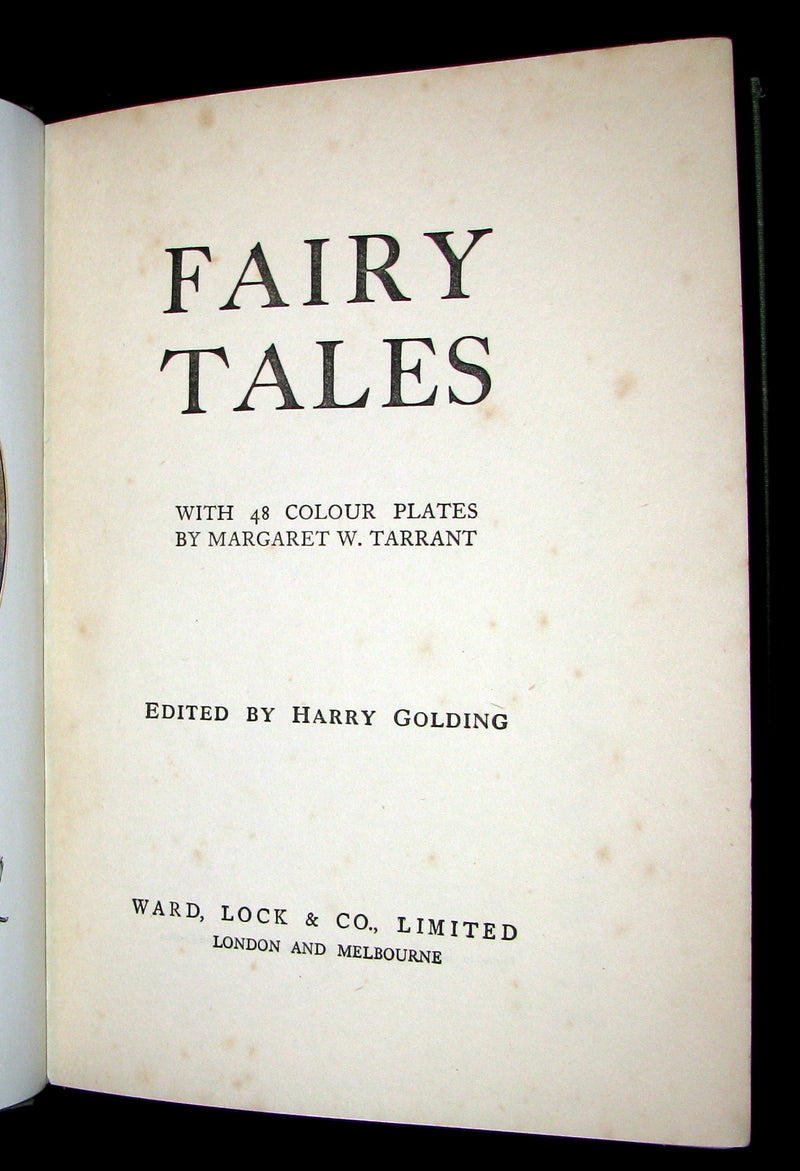 FAIRY
TALES
WITH 48 COLOUR PLATES
BY MARGARET W. TARRANT
EDITED BY HARRY GOLDING
WARD, LOCK & CO., LIMITED
LONDON AND MELBOURNE